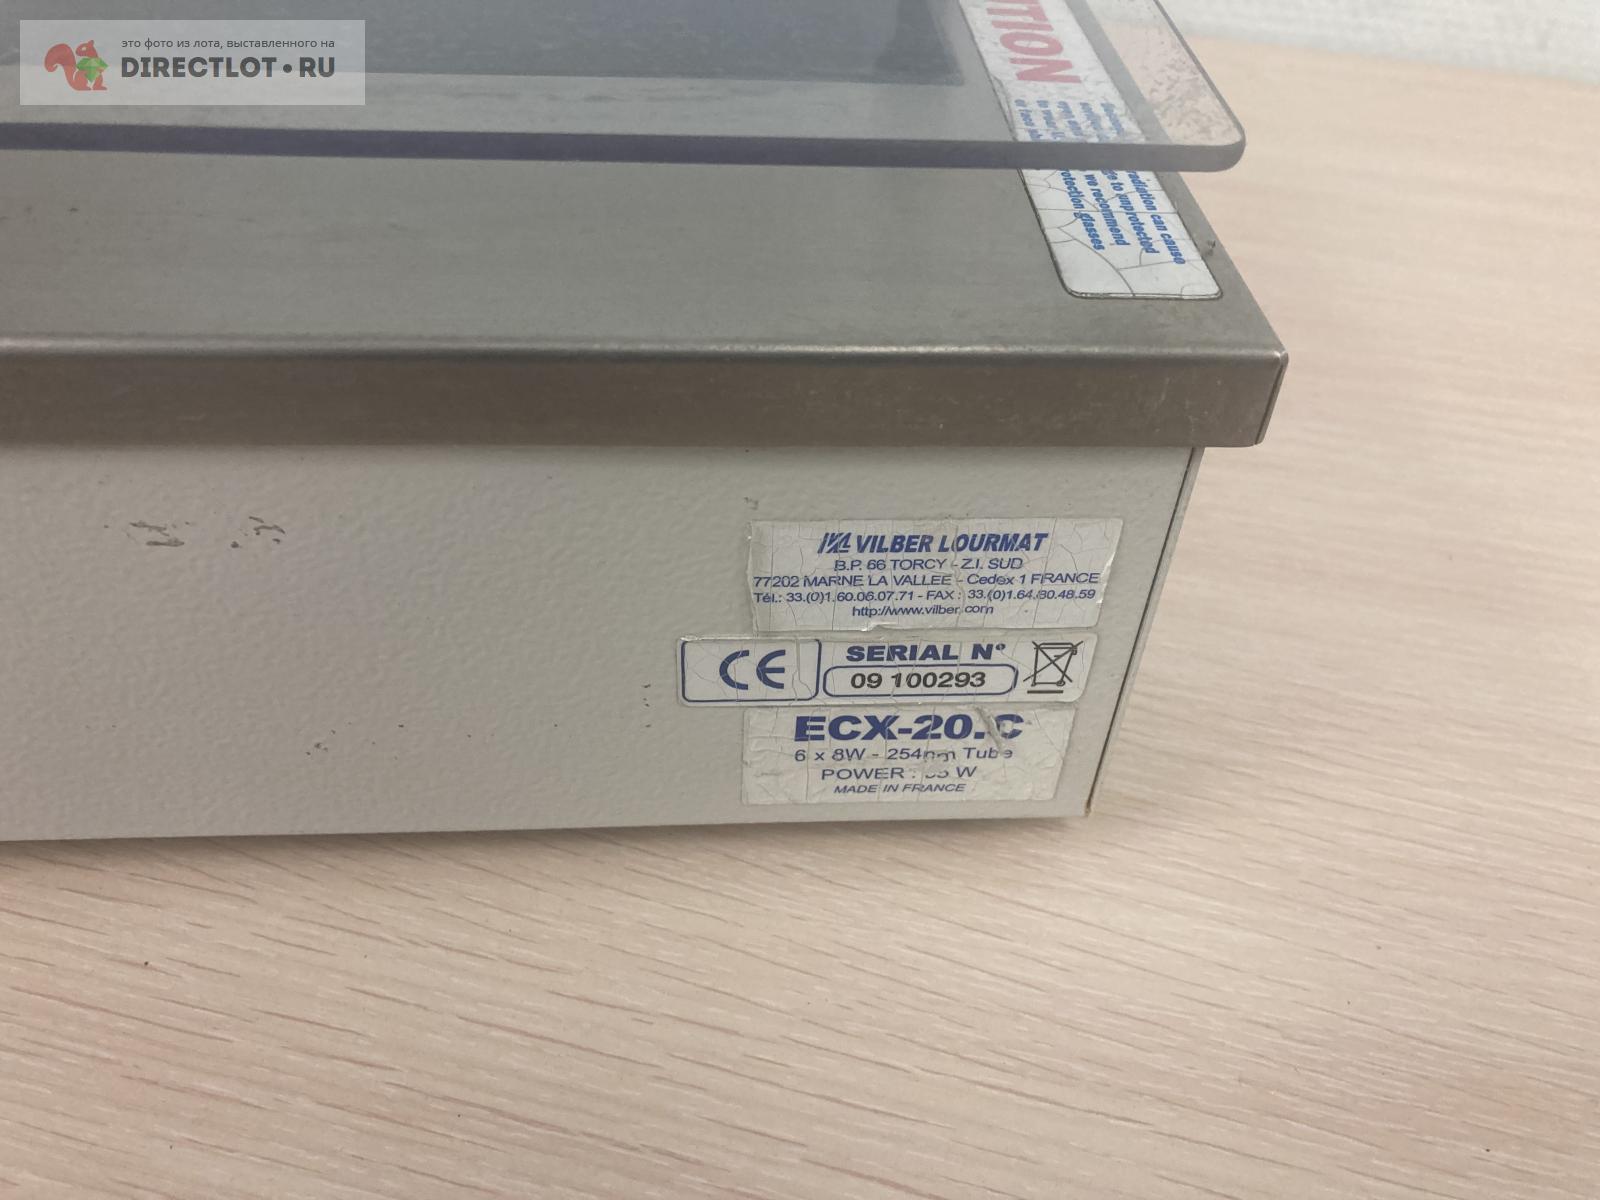 это фото из лота, выставленного на
DIRECTLOT•RU
TION
radiation can cause
to unprotected
we recommend
glasses
VILBER LOURMAT
B.P. 66 TORCY - Z.I. SUD
77202 MARNE LA VALLEE - Cedex 1 FRANCE
Tél.: 33.(0)1.60.06.07.71 - FAX : 33.(0)1.64.80.48.59
http://www.vilber.com
CE
SERIAL N°
09 100293
ECX-20.C
6 x 8W - 254nm Tube
POWER : W
MADE IN FRANCE